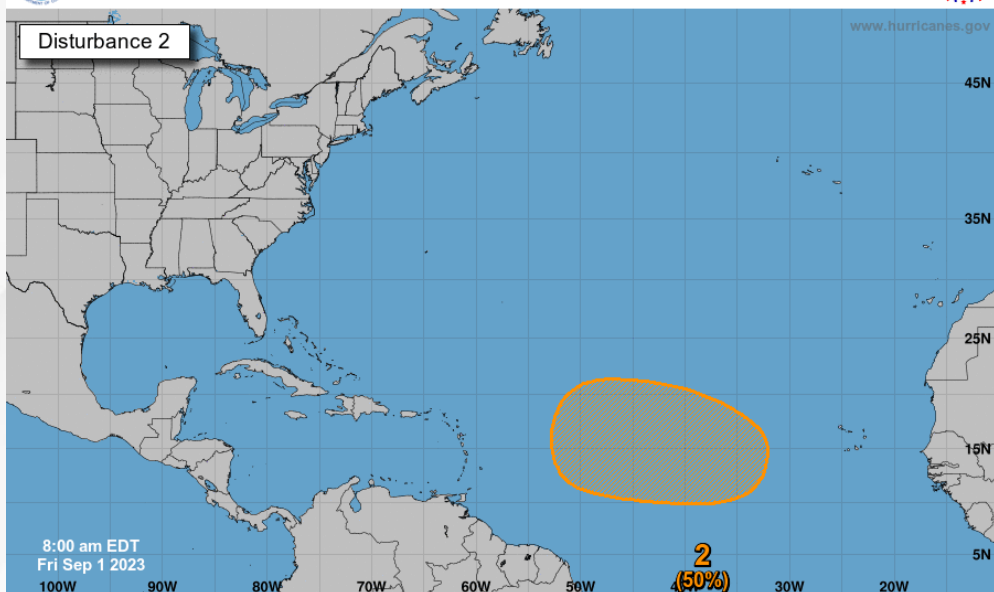 www.hurricanes.gov
Disturbance 2
45N
35N
25N
15N
8:00 am EDT
Fri Sep 1 2023
5N
2
(50%)
100W 90W 80W 70W 60W 50W 30W 20W